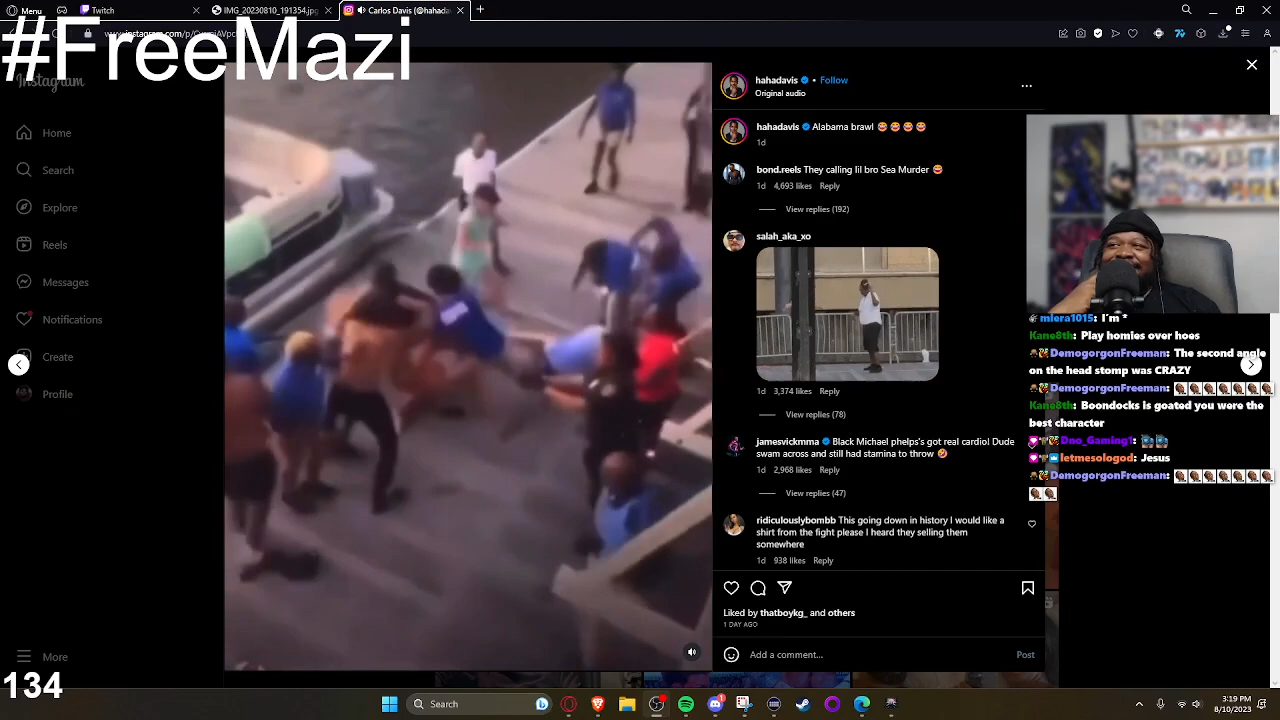 Menu
Twitch
IMG_20230810_191354.jpg
Carlos Davis (@hahada
#FreeMazi
Instagram
Home
Search
Explore
Reels
Messages
Notifications
Create
Profile
More
134
hahadavis • Follow
Original audio
hahadavis Alabama brawl
1d
bond.reels They calling lil bro Sea Murder
1d 4,693 likes Reply
View replies (192)
salah_aka_xo
1d 3,374 likes Reply
View replies (78)
jamesvickmma Black Michael phelps's got real cardiol Dude
swam across and still had stamina to throw
1d 2,968 likes Reply
View replies (47)
ridiculouslybombb This going down in history I would like a
shirt from the fight please I heard they selling them
somewhere
1d 938 likes Reply
Liked by thatboykg_ and others
1 DAY AGO
Add a comment...
Post
miera1015: I'm
Kane8th: Play homies over hoes
DemogorgonFreeman: The second angle
on the head stomp was CRAZY
DemogorgonFreeman:
Kane8th: Boondocks is goated you were the
best character
Dno_Gaming1:
letmesologod: Jesus
DemogorgonFreeman:
Search
1
3:19 PM
8/10/2023